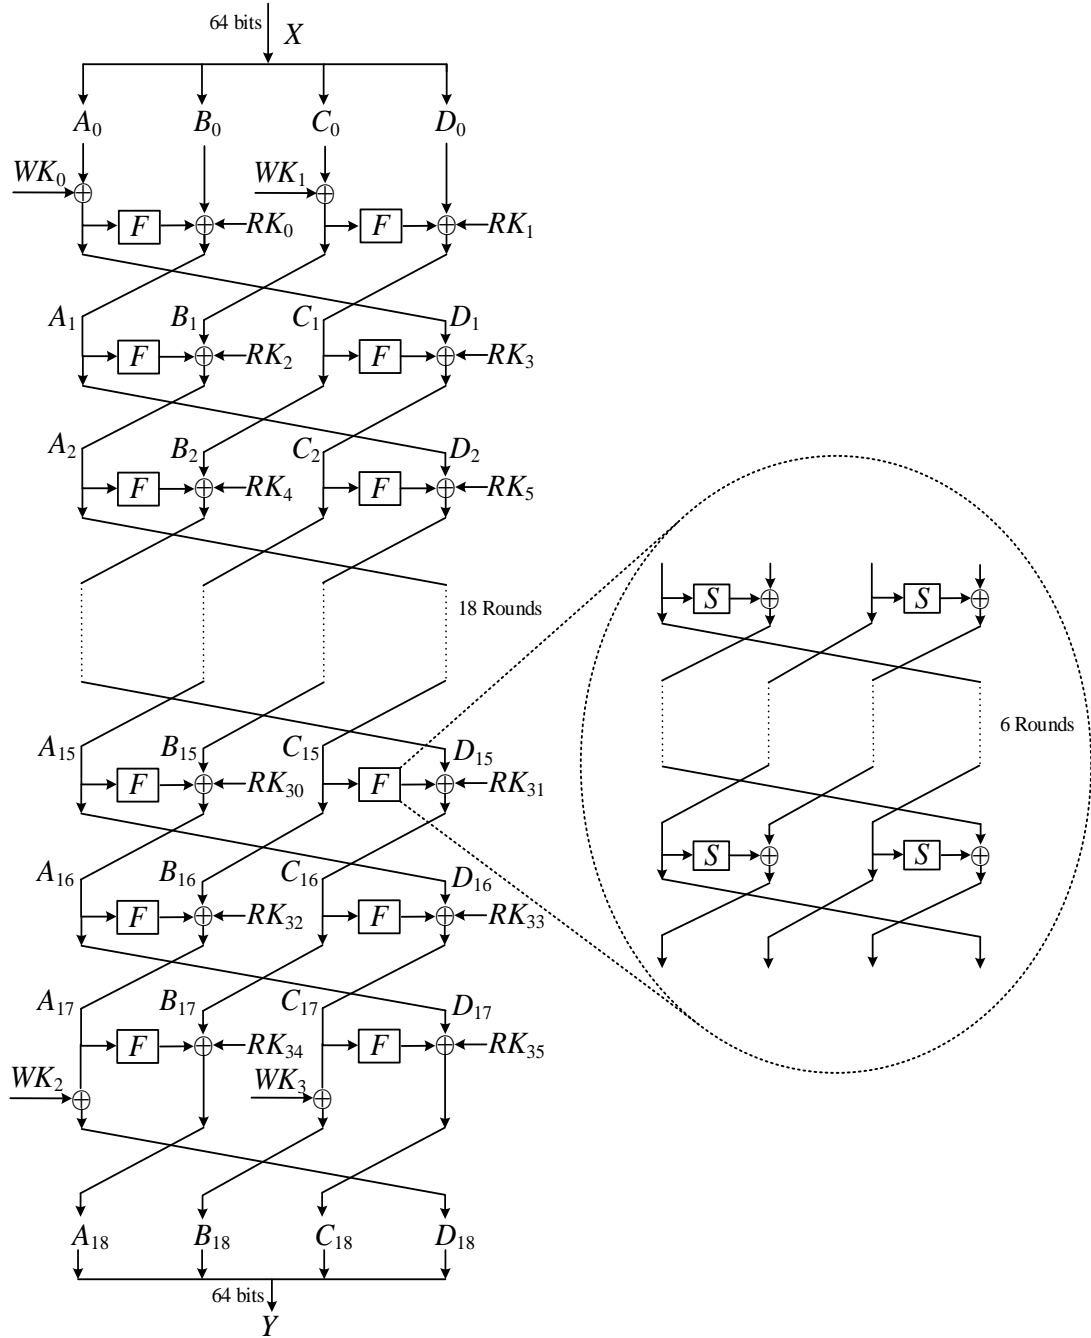 64 bits X
A₀ B₀ C₀ D₀
WK₀ WK₁
F RK₀ F RK₁
A₁ B₁ C₁ D₁
F RK₂ F RK₃
A₂ B₂ C₂ D₂
F RK₄ F RK₅
S S
18 Rounds
6 Rounds
A₁₅ B₁₅ C₁₅ D₁₅
F RK₃₀ F RK₃₁
S S
A₁₆ B₁₆ C₁₆ D₁₆
F RK₃₂ F RK₃₃
A₁₇ B₁₇ C₁₇ D₁₇
F RK₃₄ F RK₃₅
WK₂ WK₃
A₁₈ B₁₈ C₁₈ D₁₈
64 bits
Y